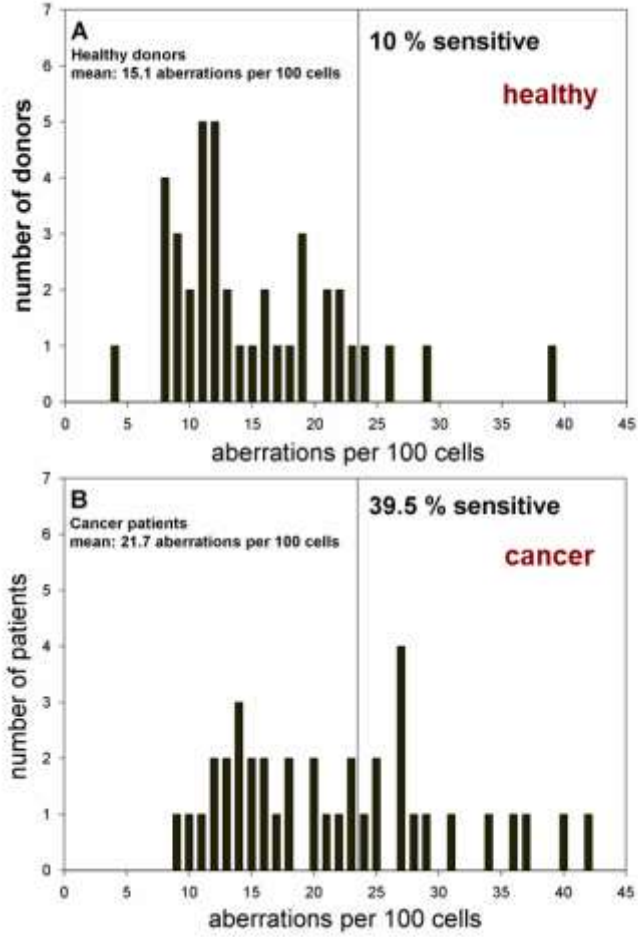 A
Healthy donors
mean: 15.1 aberrations per 100 cells
10 % sensitive
healthy
number of donors
7
6
5
4
3
2
1
0
0 5 10 15 20 25 30 35 40 45
aberrations per 100 cells
B
Cancer patients
mean: 21.7 aberrations per 100 cells
39.5 % sensitive
cancer
number of patients
7
6
5
4
3
2
1
0
0 5 10 15 20 25 30 35 40 45
aberrations per 100 cells